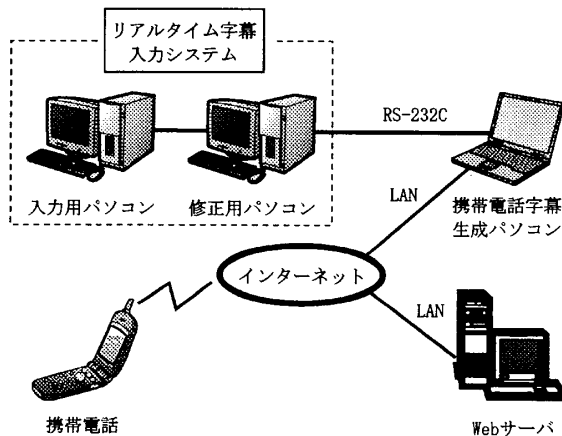 リアルタイム字幕
入力システム
RS-232C
入力用パソコン
修正用パソコン
LAN
携帯電話字幕
生成パソコン
インターネット
LAN
携帯電話
Webサーバ